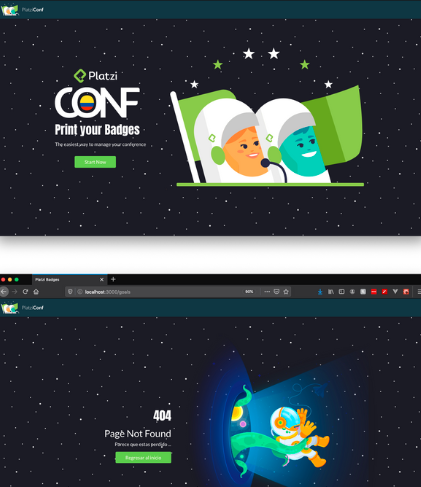 PlatziConf
Platzi
CONF
Print your Badges
The easiest way to manage your conference
Start Now
Platzi Badges
localhost:3000/
60%
PlatziConf
404
Page Not Found
Parece que estas perdido...
Regresar al inicio